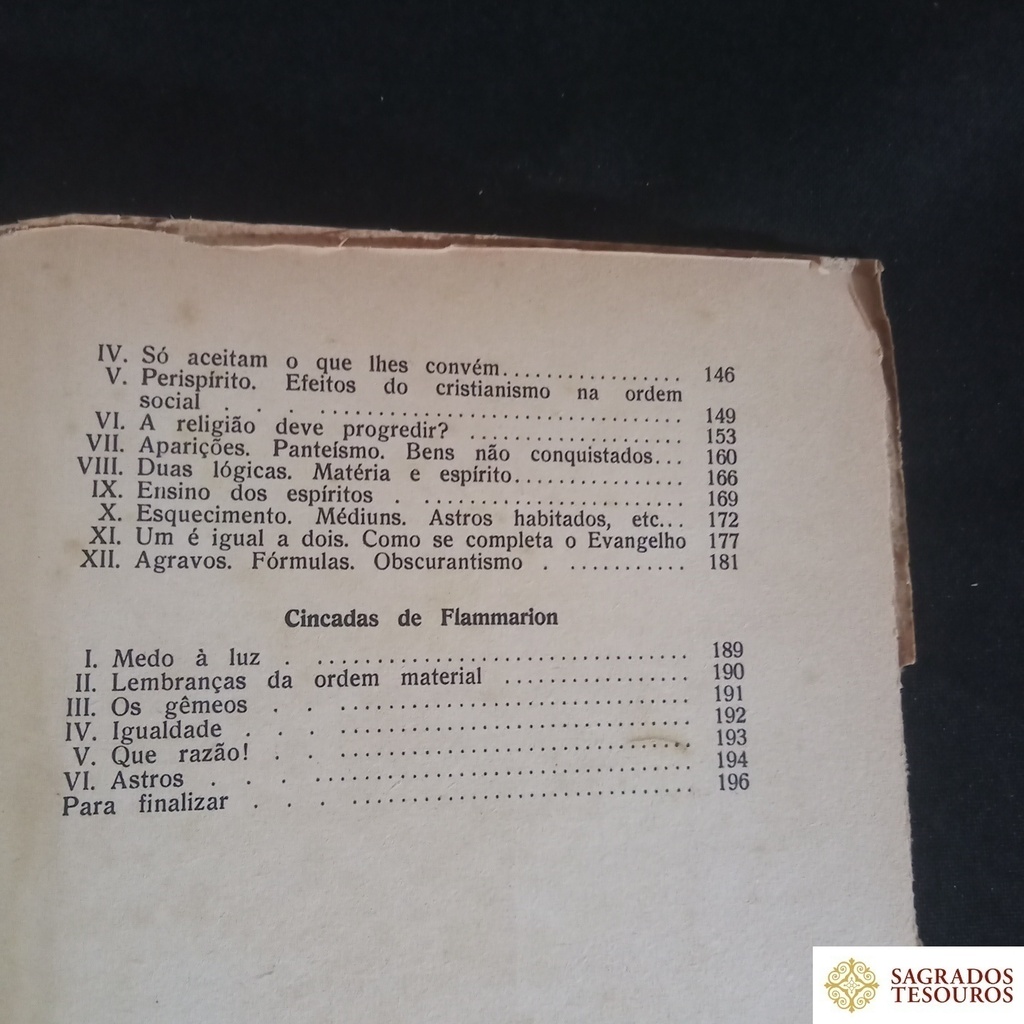 IV. Só aceitam o que lhes convém................. 146
V. Perispírito. Efeitos do cristianismo na ordem
social . . . ................................... 149
VI. A religião deve progredir? ..................... 153
VII. Aparições. Panteísmo. Bens não conquistados... 160
VIII. Duas lógicas. Matéria e espírito................. 166
IX. Ensino dos espíritos . ......................... 169
X. Esquecimento. Médiuns. Astros habitados, etc... 172
XI. Um é igual a dois. Como se completa o Evangelho 177
XII. Agravos. Fórmulas. Obscurantismo . ........... 181
Cincadas de Flammarion
I. Medo à luz . ................................. 189
II. Lembranças da ordem material ................. 190
III. Os gêmeos . . ............................... 191
IV. Igualdade . . . ............................... 192
V. Que razão! . . ............................... 193
VI. Astros . . . .................................. 194
Para finalizar . . . ............................... 196
SAGRADOS
TESOUROS